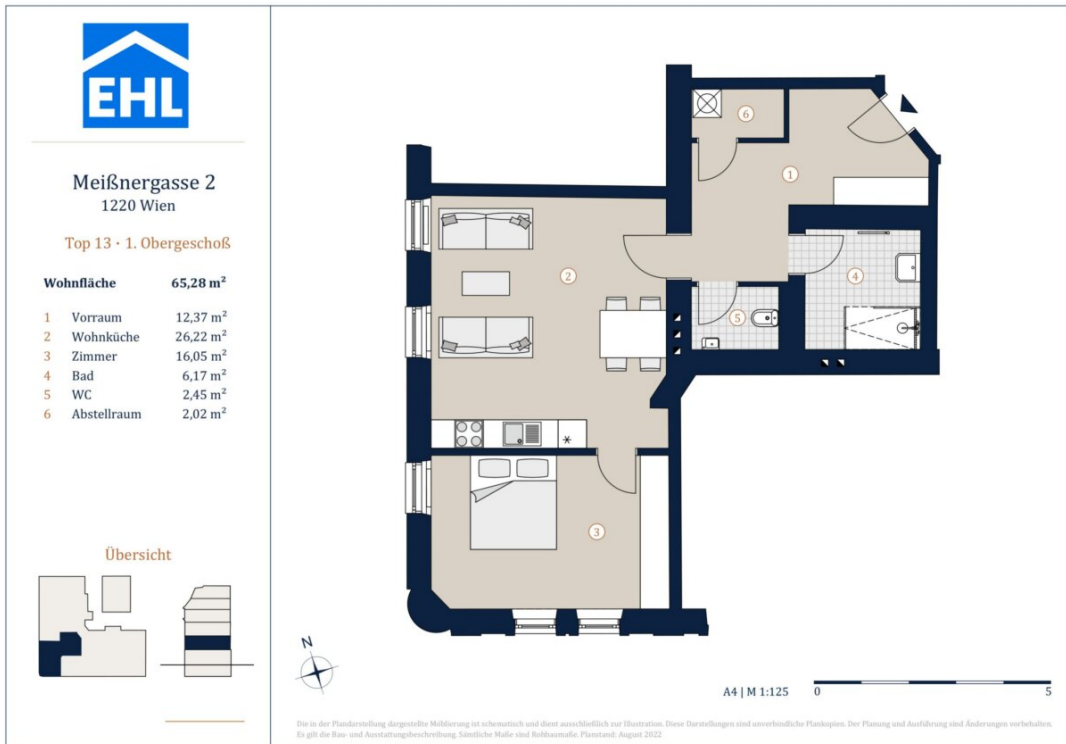 EHL
Meißnergasse 2
1220 Wien
Top 13 · 1. Obergeschoß
Wohnfläche 65,28 m²
1 Vorraum 12,37 m²
2 Wohnküche 26,22 m²
3 Zimmer 16,05 m²
4 Bad 6,17 m²
5 WC 2,45 m²
6 Abstellraum 2,02 m²
Übersicht
6
1
2
4
5
3
N
A4 | M 1:125 0 5
Die in der Plandarstellung dargestellte Möblierung ist schematisch und dient ausschließlich zur Illustration. Diese Darstellungen sind unverbindliche Plankopien. Der Planung und Ausführung sind Änderungen vorbehalten.
Es gilt die Bau- und Ausstattungsbeschreibung. Sämtliche Maße sind Rohbaumaße. Planstand: August 2022